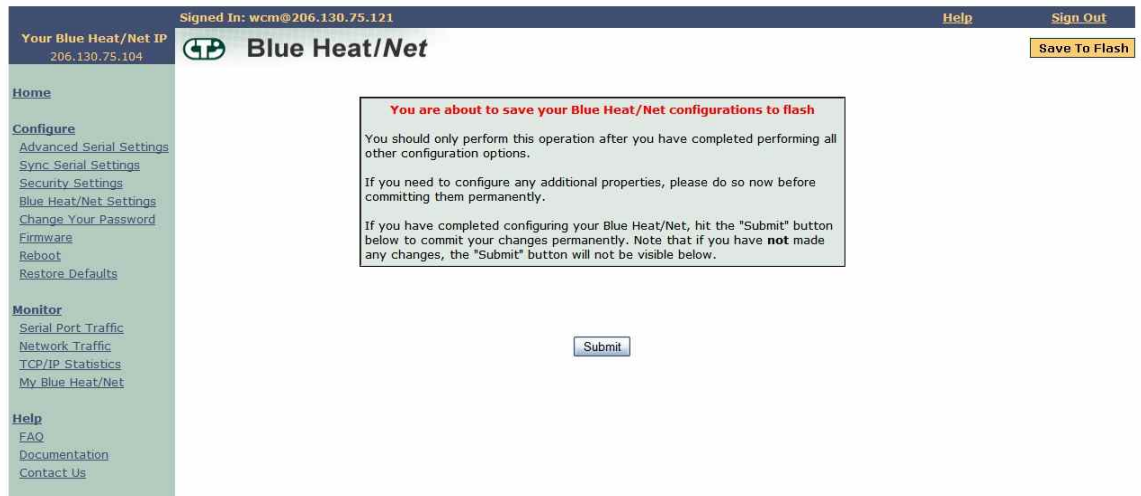 Signed In: wcm@206.130.75.121
Help
Sign Out
Your Blue Heat/Net IP
206.130.75.104
CTP Blue Heat/Net
Save To Flash
Home
Configure
Advanced Serial Settings
Sync Serial Settings
Security Settings
Blue Heat/Net Settings
Change Your Password
Firmware
Reboot
Restore Defaults
Monitor
Serial Port Traffic
Network Traffic
TCP/IP Statistics
My Blue Heat/Net
Help
FAQ
Documentation
Contact Us
You are about to save your Blue Heat/Net configurations to flash
You should only perform this operation after you have completed performing all
other configuration options.
If you need to configure any additional properties, please do so now before
committing them permanently.
If you have completed configuring your Blue Heat/Net, hit the "Submit" button
below to commit your changes permanently. Note that if you have not made
any changes, the "Submit" button will not be visible below.
Submit